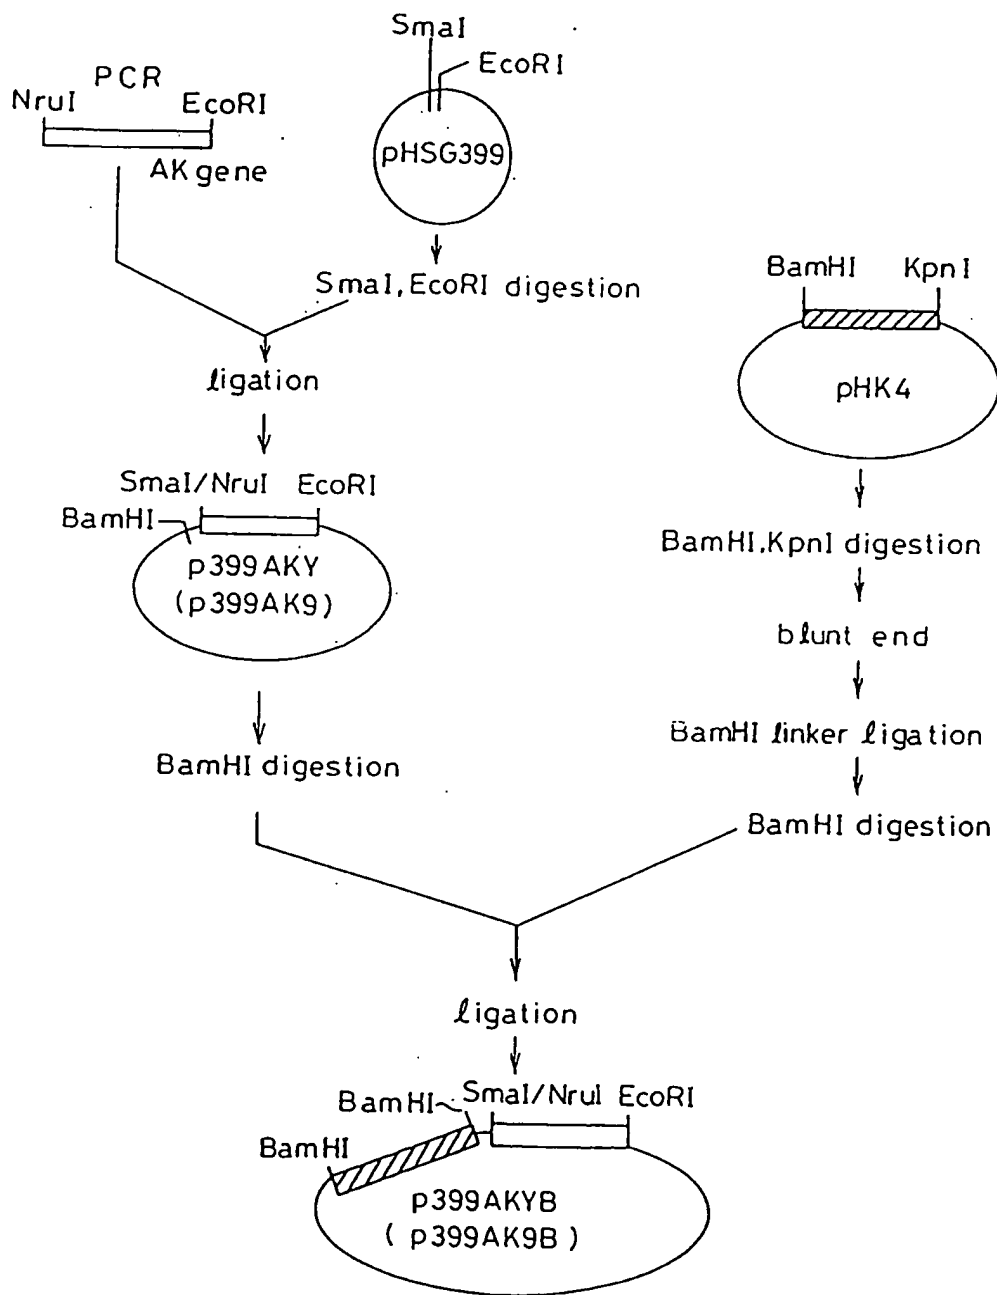 PCR
NruI EcoRI
AK gene
SmaI
EcoRI
pHSG399
SmaI, EcoRI digestion
ligation
SmaI/NruI EcoRI
BamHI
p399AKY
(p399AK9)
BamHI digestion
BamHI KpnI
pHK4
BamHI, KpnI digestion
blunt end
BamHI linker ligation
BamHI digestion
ligation
SmaI/NruI EcoRI
BamHI
BamHI
p399AKYB
( p399AK9B )